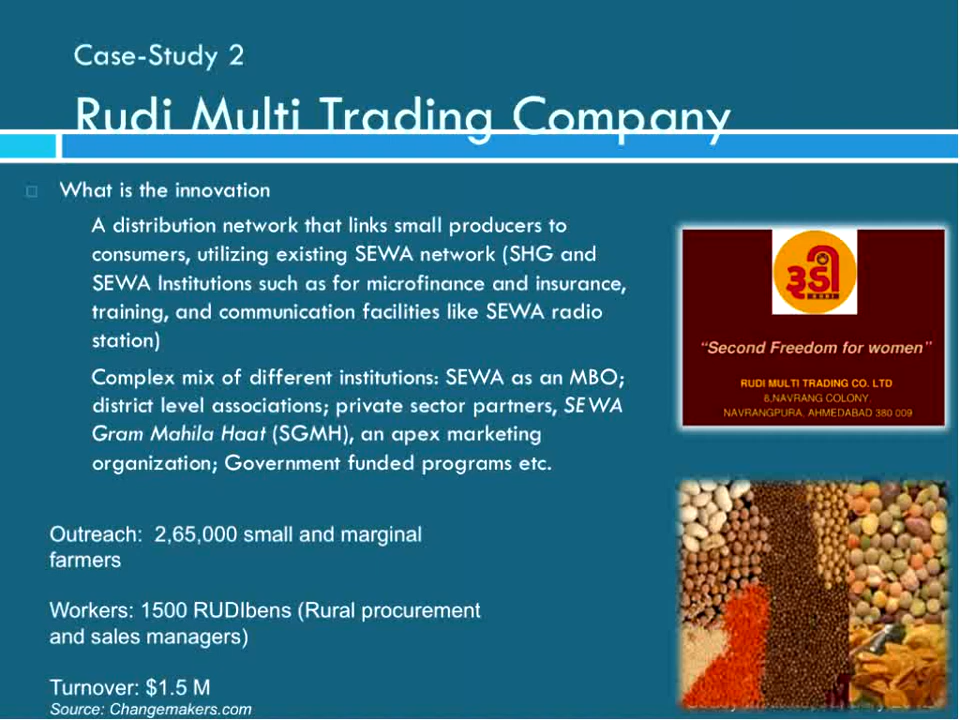 Case-Study 2
Rudi Multi Trading Company
What is the innovation
A distribution network that links small producers to
consumers, utilizing existing SEWA network (SHG and
SEWA Institutions such as for microfinance and insurance,
training, and communication facilities like SEWA radio
station)
Complex mix of different institutions: SEWA as an MBO;
district level associations; private sector partners, SEWA
Gram Mahila Haat (SGMH), an apex marketing
organization; Government funded programs etc.
Outreach: 2,65,000 small and marginal
farmers
Workers: 1500 RUDIbens (Rural procurement
and sales managers)
Turnover: $1.5 M
Source: Changemakers.com
રૂડી
RUDI
“Second Freedom for women”
RUDI MULTI TRADING CO. LTD
8,NAVRANG COLONY,
NAVRANGPURA, AHMEDABAD 380 009